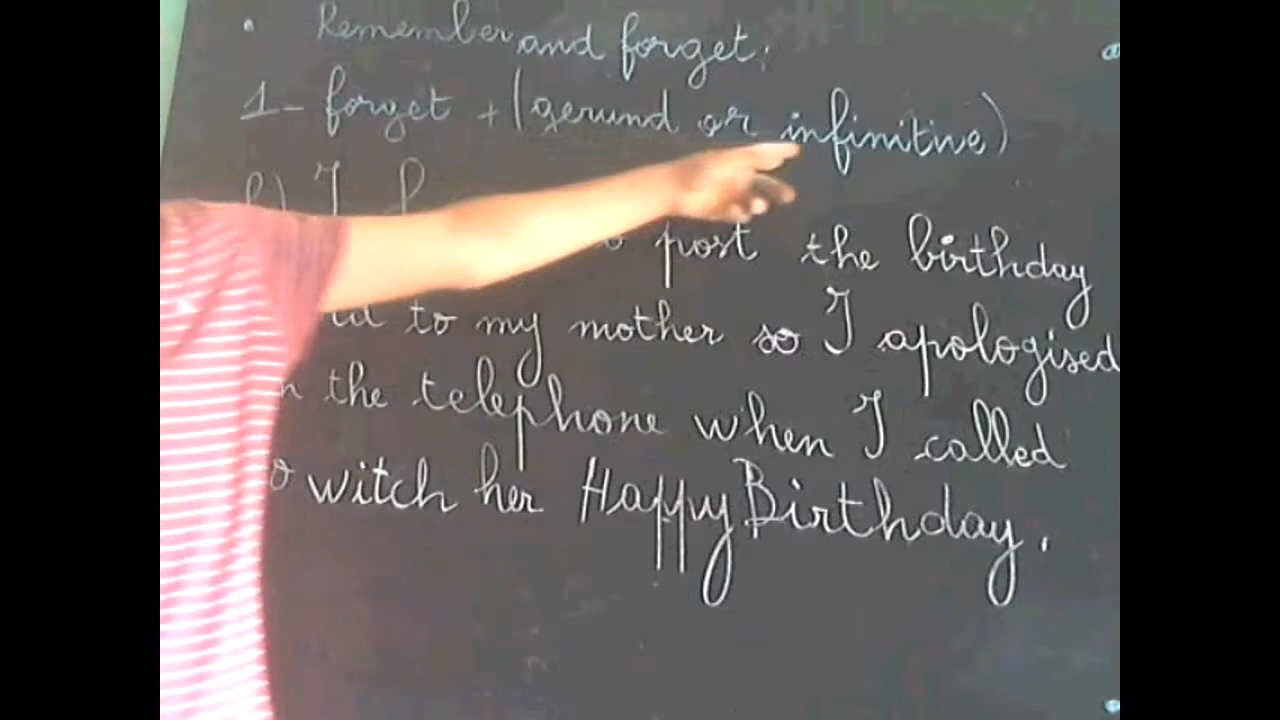 • Remember and forget:
1- forget + (gerund or infinitive)
b) I
post the birthday
to my mother so I apologised
the telephone when I called
witch her Happy Birthday.